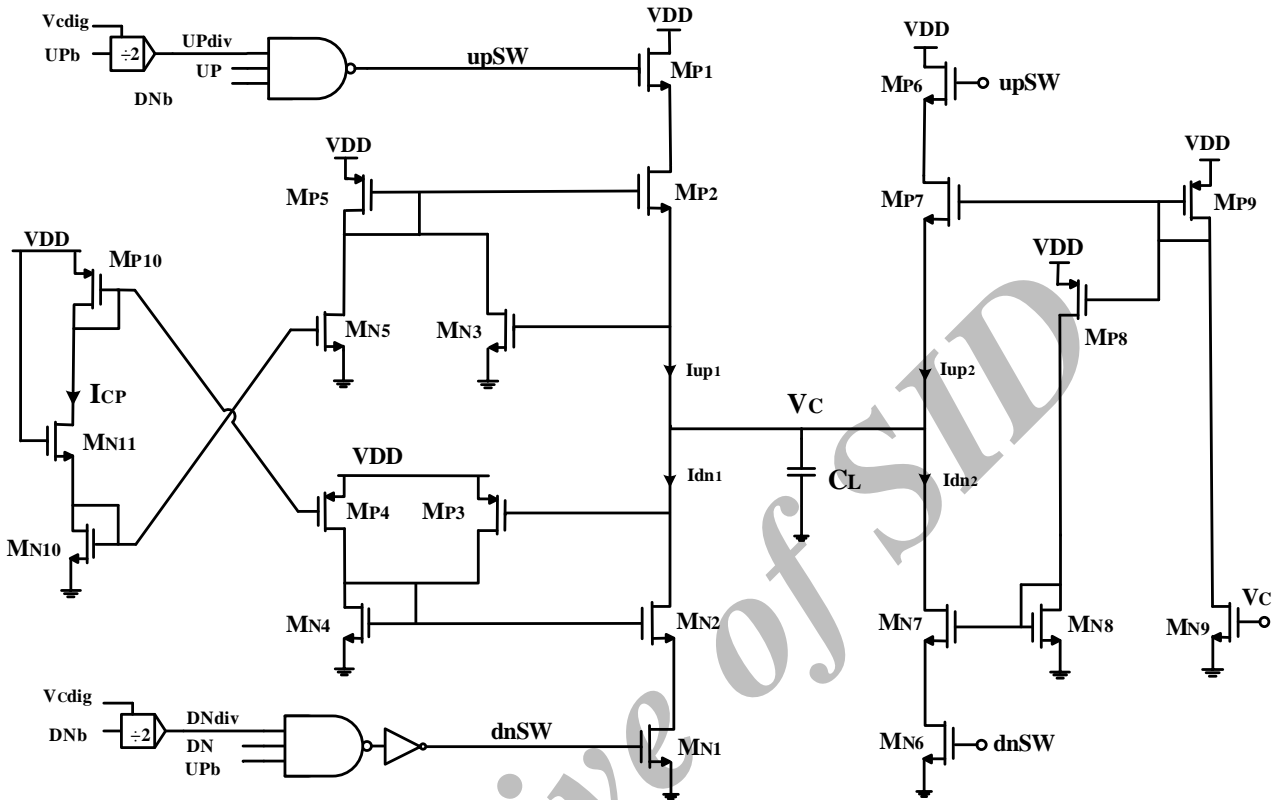 Vcdig
UPb
÷2
UPdiv
UP
DNb
upSW
VDD
MP1
VDD
MP6
upSW
VDD
MP5
MP2
MP7
VDD
MP9
VDD
MP10
VDD
MP8
MN5
MN3
ICP
MN11
Iup1
Iup2
VC
CL
MN10
VDD
MP4
MP3
Idn1
Idn2
MN4
MN2
MN7
MN8
MN9
VC
Vcdig
DNb
÷2
DNdiv
DN
UPb
dnSW
MN1
MN6
dnSW
ive of SID